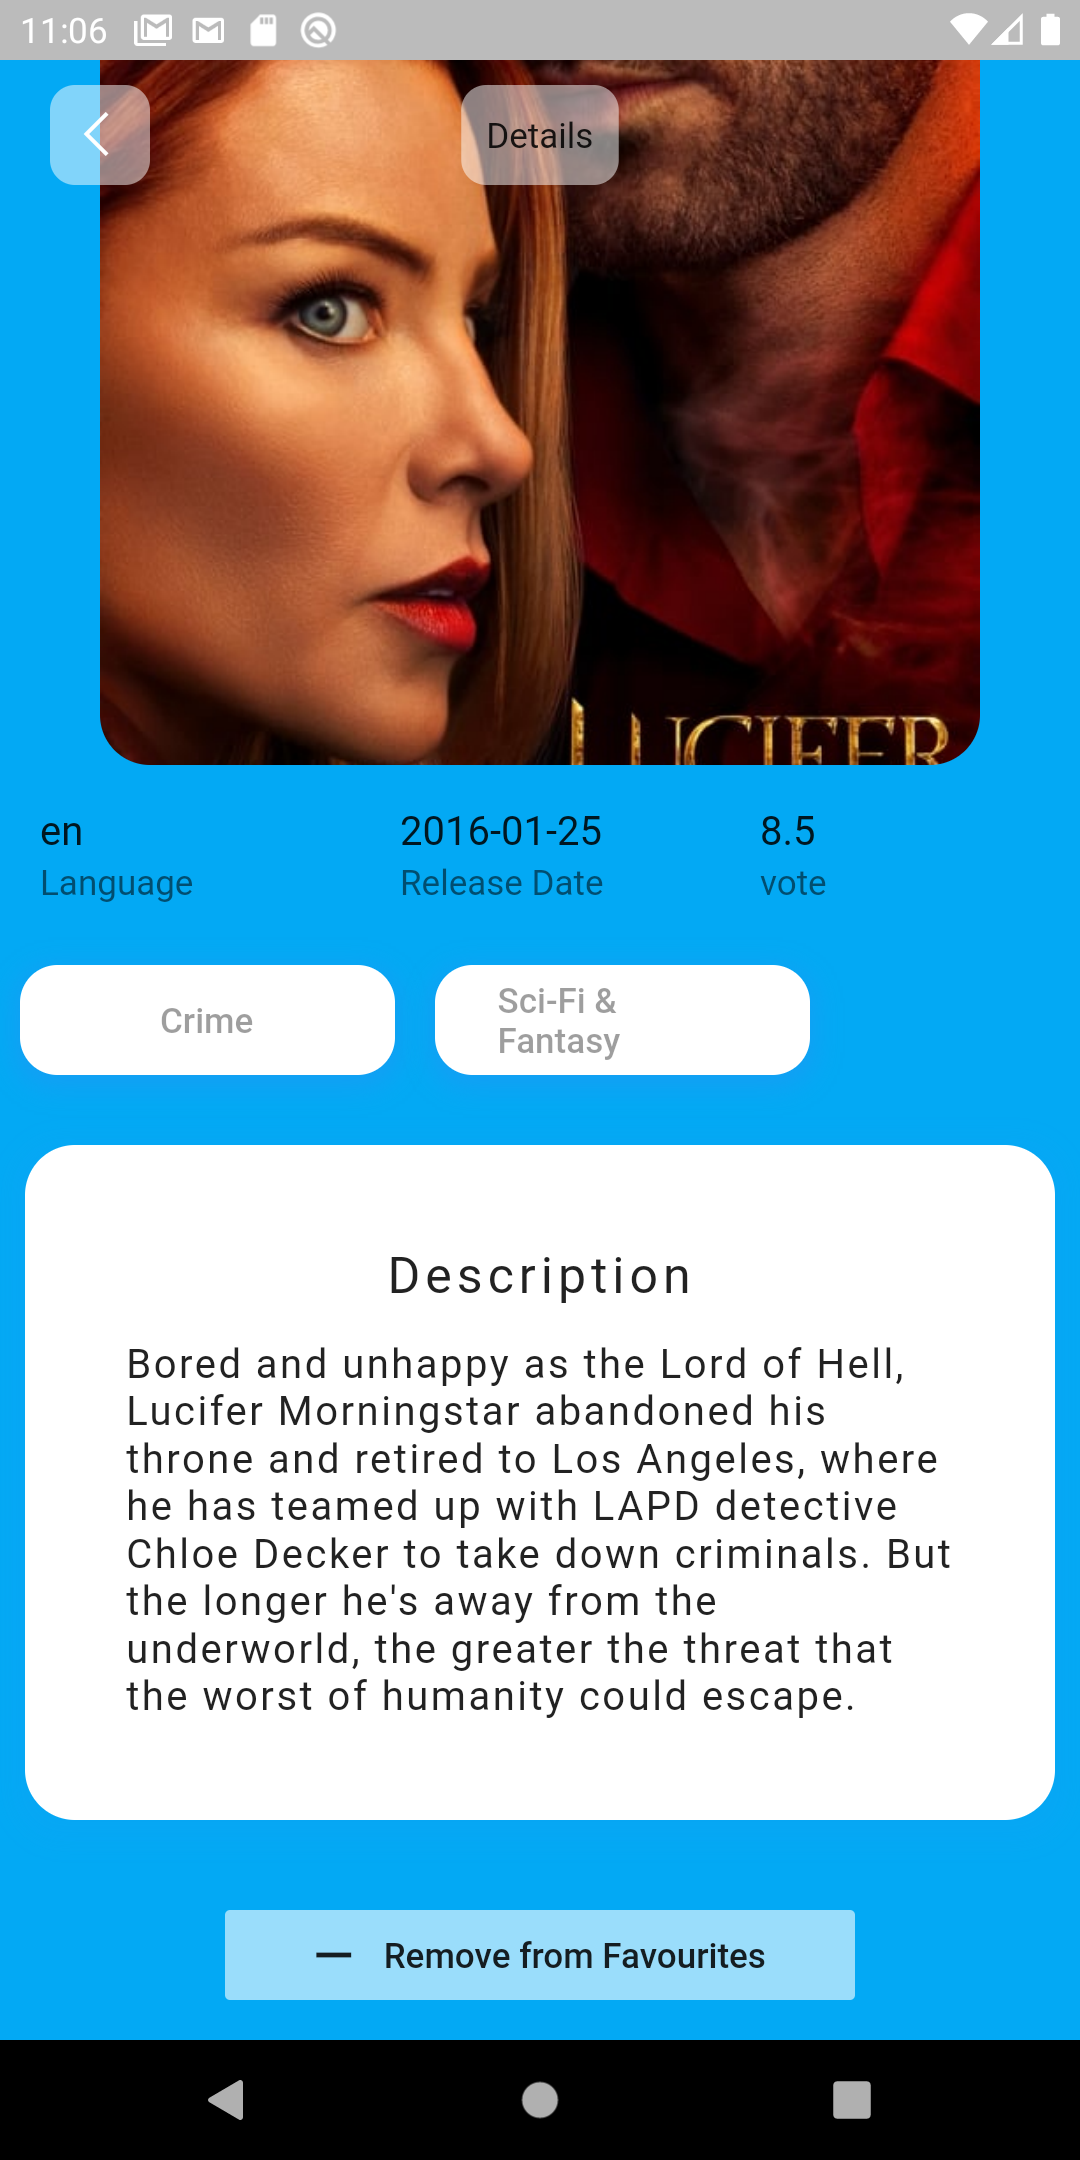 11:06
Details
LUCIFER
en
2016-01-25
8.5
Language
Release Date
vote
Crime
Sci-Fi &
Fantasy
Description
Bored and unhappy as the Lord of Hell,
Lucifer Morningstar abandoned his
throne and retired to Los Angeles, where
he has teamed up with LAPD detective
Chloe Decker to take down criminals. But
the longer he's away from the
underworld, the greater the threat that
the worst of humanity could escape.
Remove from Favourites